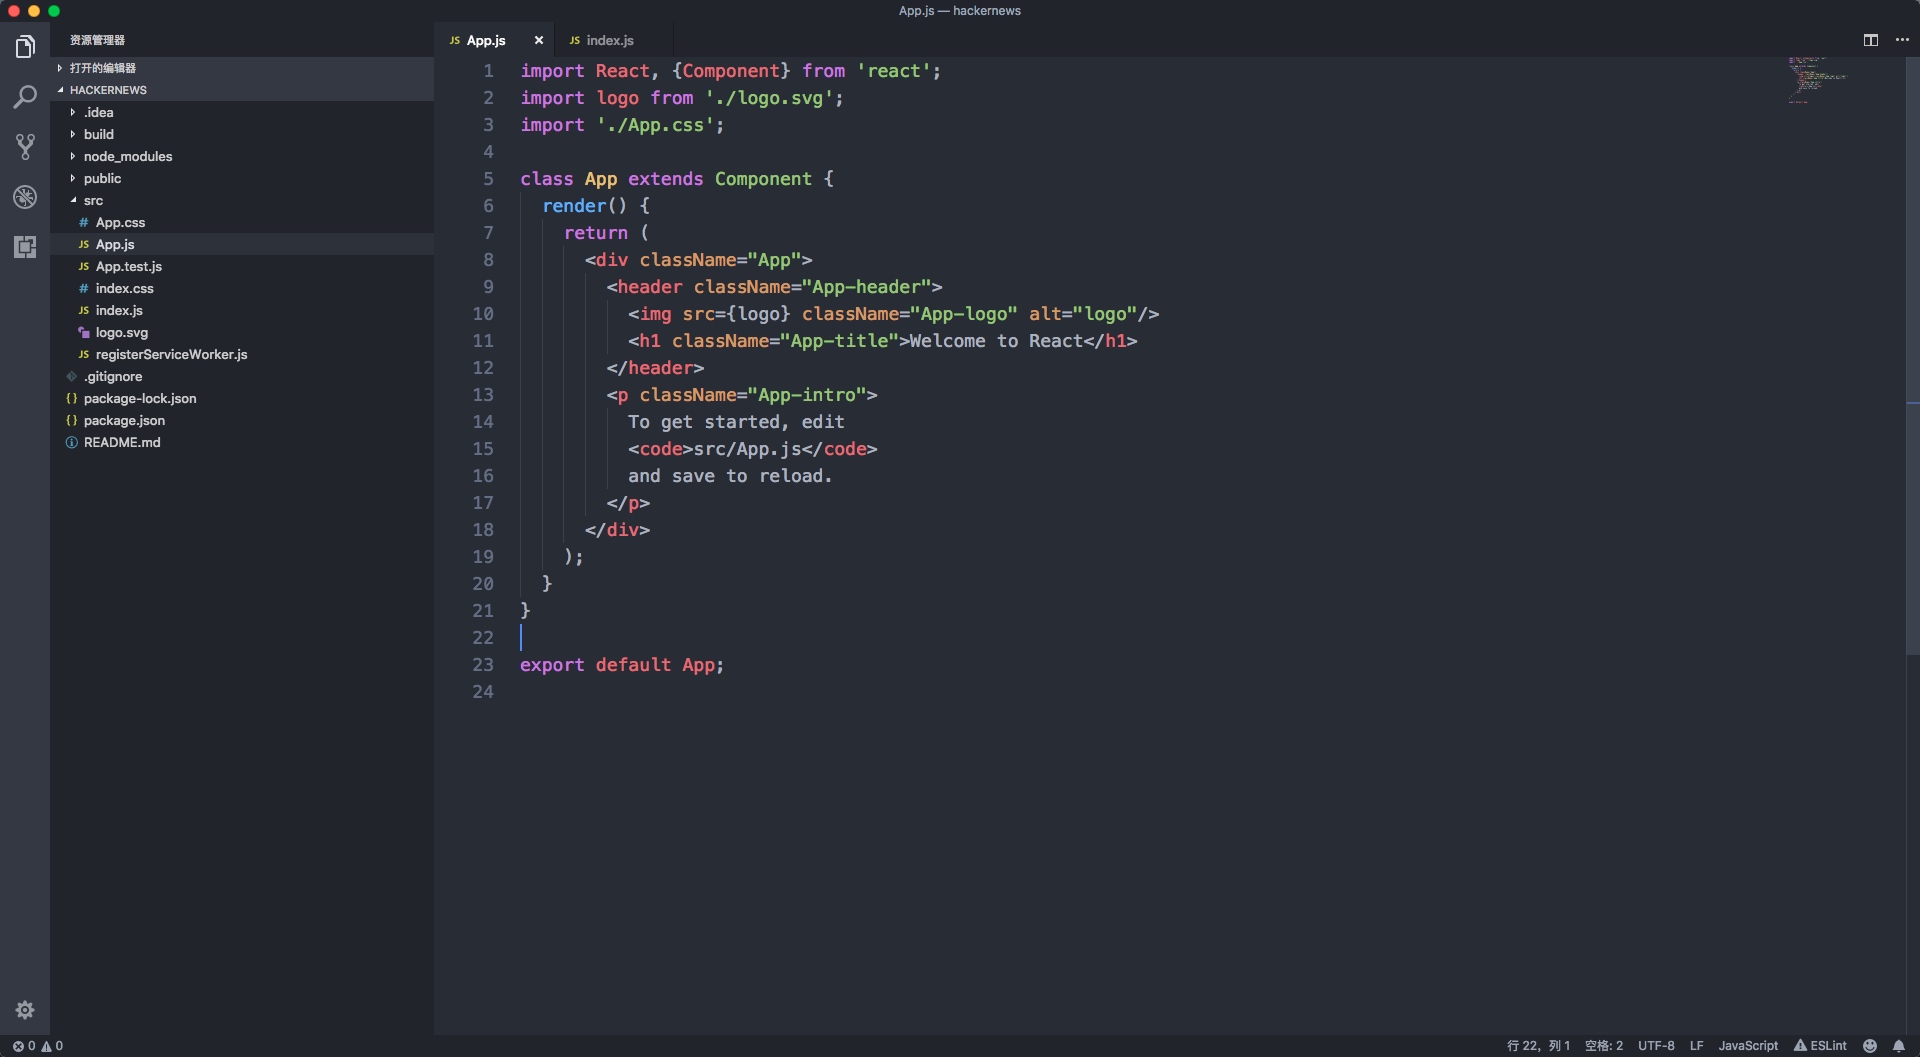 App.js — hackernews
资源管理器
打开的编辑器
HACKERNEWS
.idea
build
node_modules
public
src
# App.css
JS App.js
JS App.test.js
# index.css
JS index.js
logo.svg
JS registerServiceWorker.js
.gitignore
{} package-lock.json
{} package.json
README.md
JS App.js
JS index.js
1 import React, {Component} from 'react';
2 import logo from './logo.svg';
3 import './App.css';
4
5 class App extends Component {
6 render() {
7 return (
8 <div className="App">
9 <header className="App-header">
10 <img src={logo} className="App-logo" alt="logo"/>
11 <h1 className="App-title">Welcome to React</h1>
12 </header>
13 <p className="App-intro">
14 To get started, edit
15 <code>src/App.js</code>
16 and save to reload.
17 </p>
18 </div>
19 );
20 }
21 }
22
23 export default App;
24
0 0
行 22，列 1 空格: 2 UTF-8 LF JavaScript ESLint